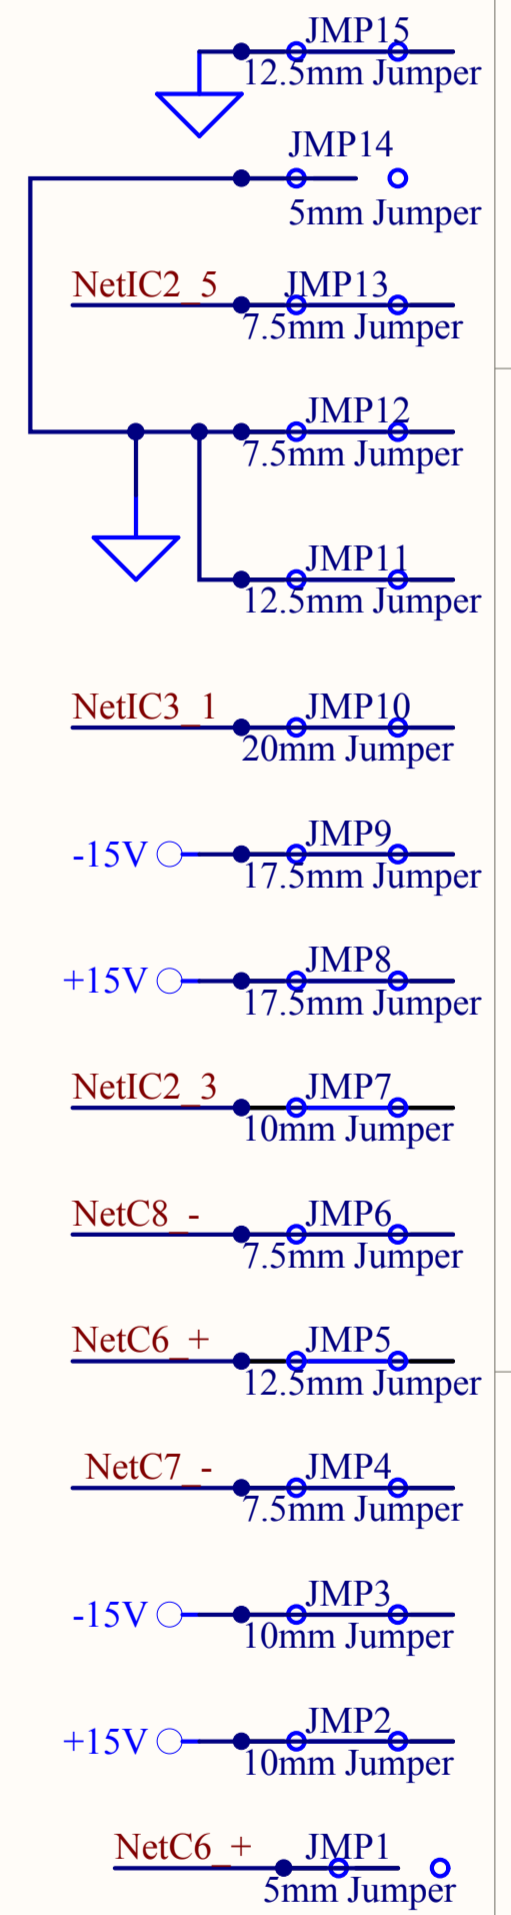 JMP15
12.5mm Jumper
JMP14
5mm Jumper
NetIC2_5 JMP13
7.5mm Jumper
JMP12
7.5mm Jumper
JMP11
12.5mm Jumper
NetIC3_1 JMP10
20mm Jumper
-15V JMP9
17.5mm Jumper
+15V JMP8
17.5mm Jumper
NetIC2_3 JMP7
10mm Jumper
NetC8_- JMP6
7.5mm Jumper
NetC6_+ JMP5
12.5mm Jumper
NetC7_- JMP4
7.5mm Jumper
-15V JMP3
10mm Jumper
+15V JMP2
10mm Jumper
NetC6_+ JMP1
5mm Jumper